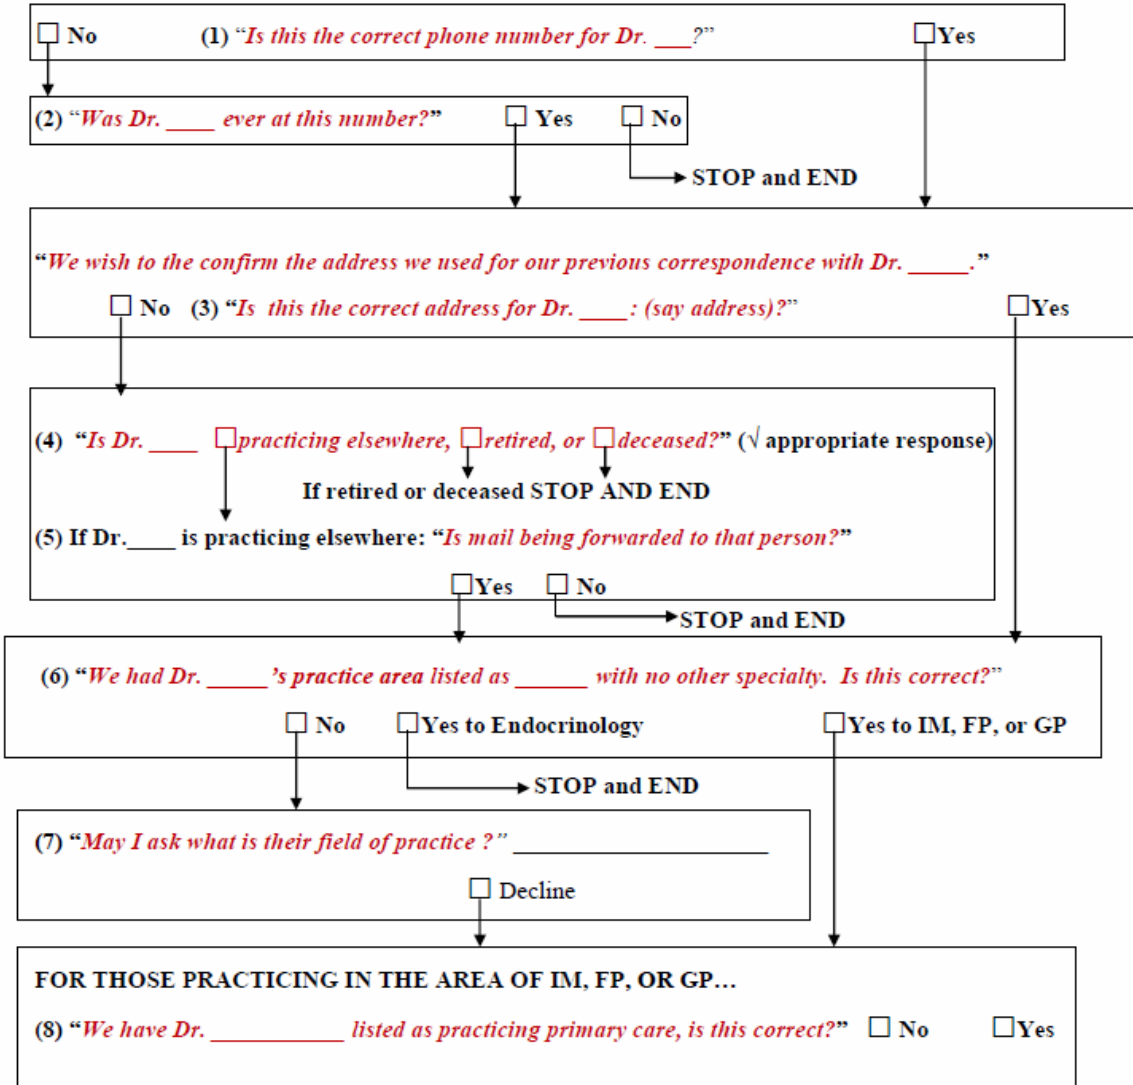 ☐ No (1) “Is this the correct phone number for Dr. ___?” ☐Yes
(2) “Was Dr. ____ ever at this number?” ☐ Yes ☐ No
STOP and END
“We wish to the confirm the address we used for our previous correspondence with Dr. _____.”
☐ No (3) “Is this the correct address for Dr. ____: (say address)?” ☐Yes
(4) “Is Dr. ____ ☐practicing elsewhere, ☐retired, or ☐deceased?” (√ appropriate response)
If retired or deceased STOP AND END
(5) If Dr.____ is practicing elsewhere: “Is mail being forwarded to that person?”
☐Yes ☐ No
STOP and END
(6) “We had Dr. _____’s practice area listed as ______ with no other specialty. Is this correct?”
☐ No ☐Yes to Endocrinology ☐Yes to IM, FP, or GP
STOP and END
(7) “May I ask what is their field of practice ?” _____________________
☐ Decline
FOR THOSE PRACTICING IN THE AREA OF IM, FP, OR GP…
(8) “We have Dr. ___________ listed as practicing primary care, is this correct?” ☐ No ☐Yes